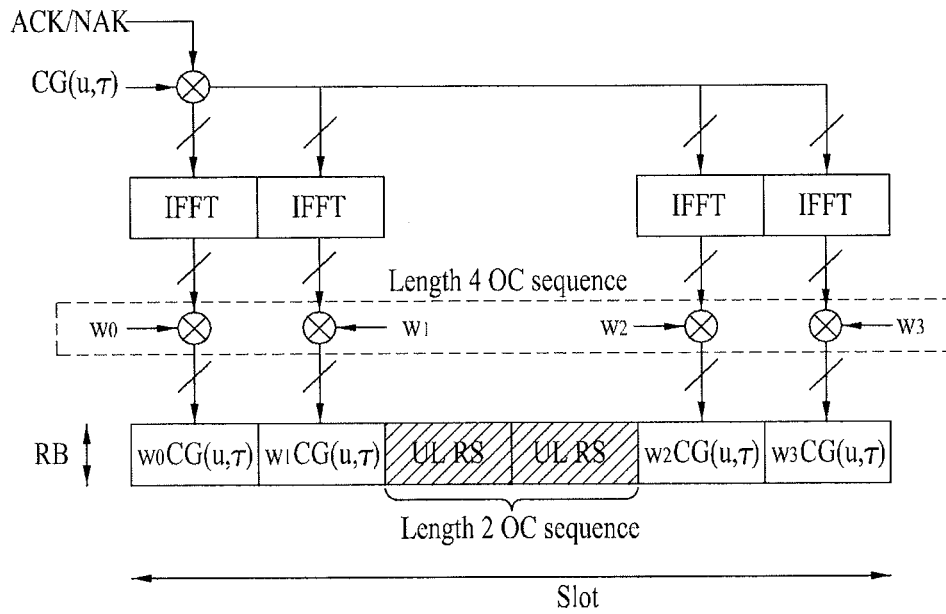 ACK/NAK
CG(u,τ)
IFFT IFFT IFFT IFFT
Length 4 OC sequence
W0 W1 W2 W3
RB
W0CG(u,τ) W1CG(u,τ) UL RS UL RS W2CG(u,τ) W3CG(u,τ)
Length 2 OC sequence
Slot